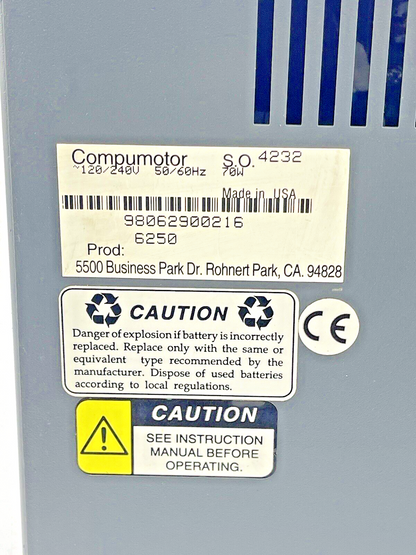 Compumotor S.O. 4232
~120/240V 50/60Hz 70W
Made in USA
98062900216
6250
Prod:
5500 Business Park Dr. Rohnert Park, CA. 94828
CAUTION
Danger of explosion if battery is incorrectly
replaced. Replace only with the same or
equivalent type recommended by the
manufacturer. Dispose of used batteries
according to local regulations.
CE
CAUTION
SEE INSTRUCTION
MANUAL BEFORE
OPERATING.